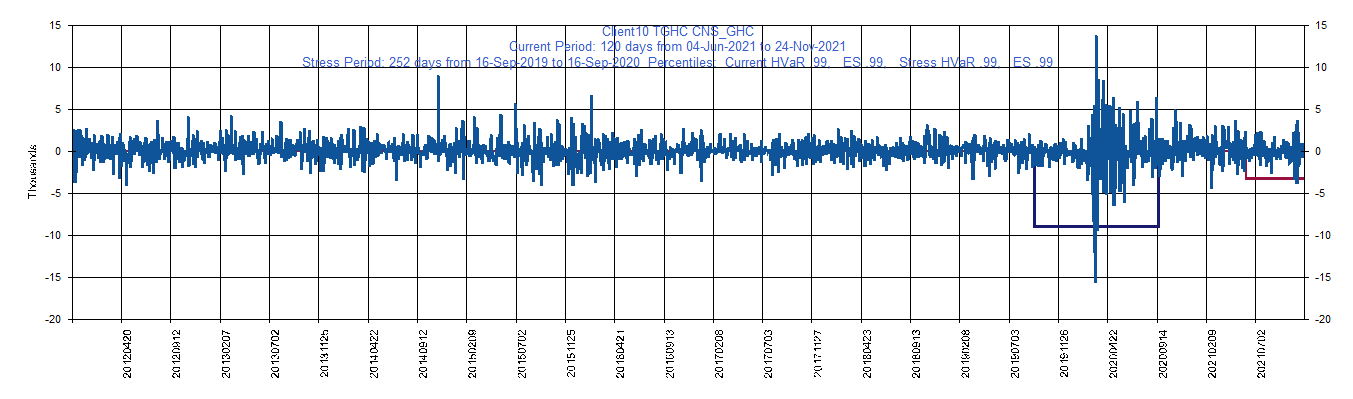 Client10 TGHC CNS_GHC
Current Period: 120 days from 04-Jun-2021 to 24-Nov-2021
Stress Period: 252 days from 16-Sep-2019 to 16-Sep-2020 Percentiles: Current HVaR .99, ES .99, Stress HVaR .99, ES .99
15 15
10 10
5 5
0 0
-5 -5
-10 -10
-15 -15
-20 -20
Thousands
20120420 20120912 20130207 20130702 20131125 20140422 20140912 20150209 20150702 20151125 20160421 20160913 20170208 20170703 20171127 20180423 20180913 20190208 20190703 20191126 20200422 20200914 20210209 20210702